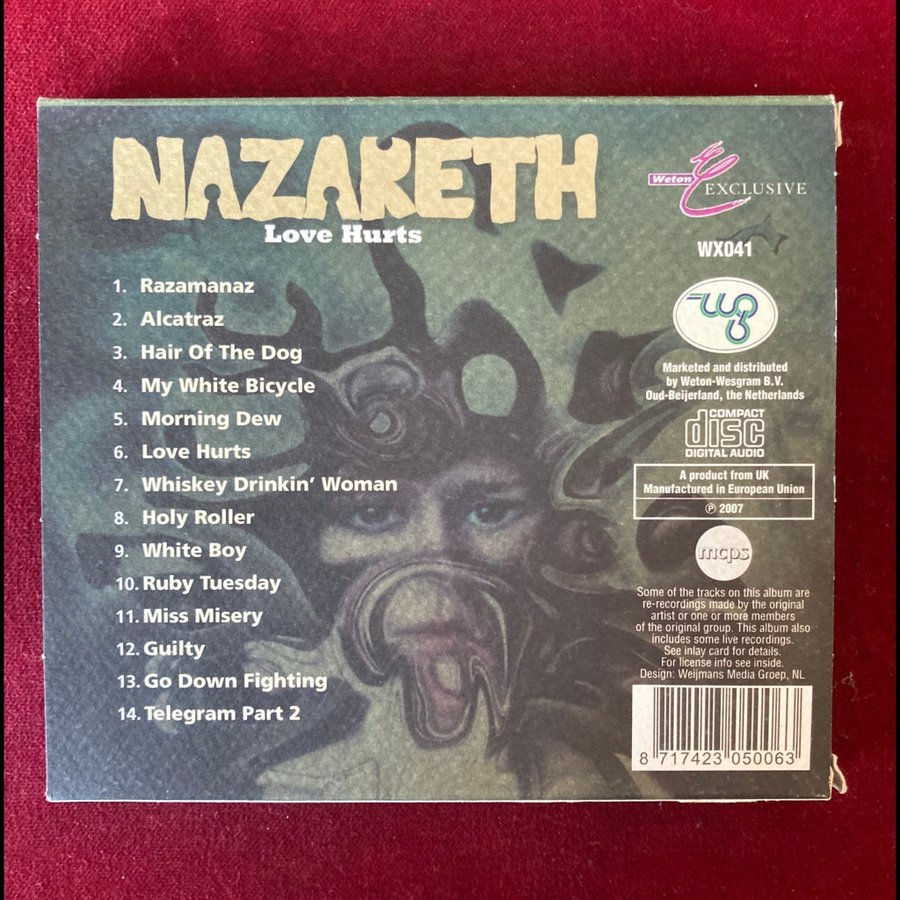 NAZARETH
Love Hurts
1. Razamanaz
2. Alcatraz
3. Hair Of The Dog
4. My White Bicycle
5. Morning Dew
6. Love Hurts
7. Whiskey Drinkin’ Woman
8. Holy Roller
9. White Boy
10. Ruby Tuesday
11. Miss Misery
12. Guilty
13. Go Down Fighting
14. Telegram Part 2
Weton
EXCLUSIVE
WX041
wg
Marketed and distributed
by Weton-Wesgram B.V.
Oud-Beijerland, the Netherlands
COMPACT
disc
DIGITAL AUDIO
A product from UK
Manufactured in European Union
℗ 2007
mcps
Some of the tracks on this album are
re-recordings made by the original
artist or one or more members
of the original group. This album also
includes some live recordings.
See inlay card for details.
For license info see inside.
Design: Weijmans Media Groep, NL
8 717423 050063